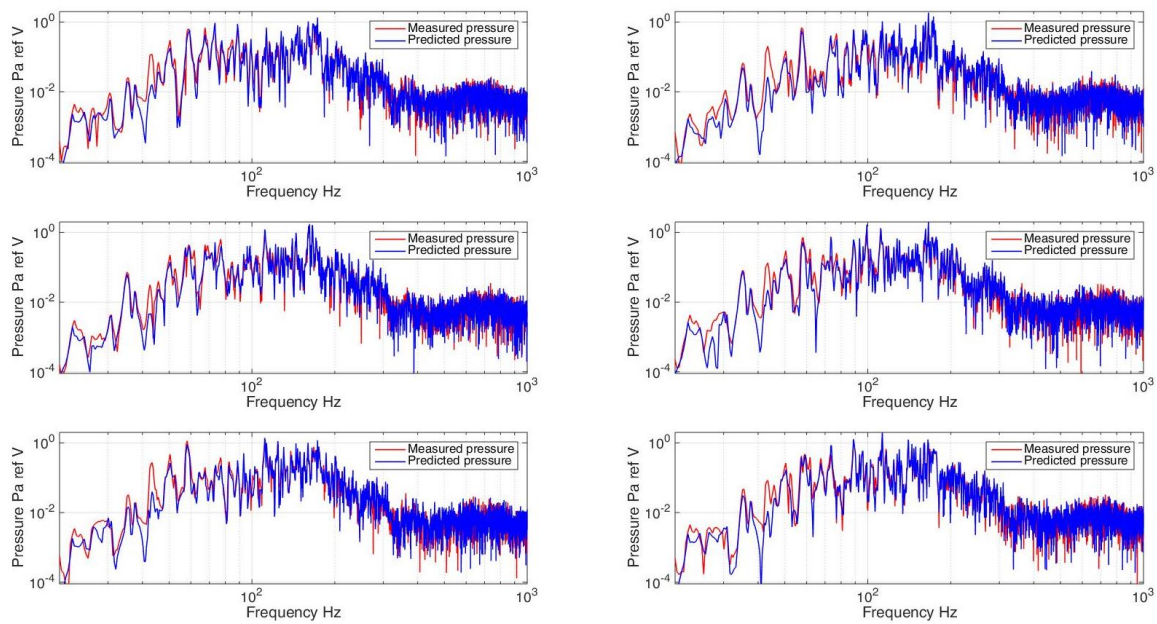 10^0
10^-2
10^-4
Pressure Pa ref V
Measured pressure
Predicted pressure
10^2
10^3
Frequency Hz
10^0
10^-2
10^-4
Pressure Pa ref V
Measured pressure
Predicted pressure
10^2
10^3
Frequency Hz
10^0
10^-2
10^-4
Pressure Pa ref V
Measured pressure
Predicted pressure
10^2
10^3
Frequency Hz
10^0
10^-2
10^-4
Pressure Pa ref V
Measured pressure
Predicted pressure
10^2
10^3
Frequency Hz
10^0
10^-2
10^-4
Pressure Pa ref V
Measured pressure
Predicted pressure
10^2
10^3
Frequency Hz
10^0
10^-2
10^-4
Pressure Pa ref V
Measured pressure
Predicted pressure
10^2
10^3
Frequency Hz